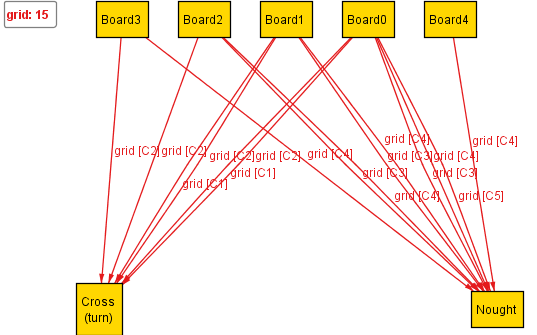 grid: 15
Board3
Board2
Board1
Board0
Board4
grid [C4]
grid [C4]
grid [C2]
grid [C2]
grid [C2]
grid [C2]
grid [C4]
grid [C3]
grid [C4]
grid [C1]
grid [C3]
grid [C3]
grid [C1]
grid [C4]
grid [C5]
Cross
(turn)
Nought